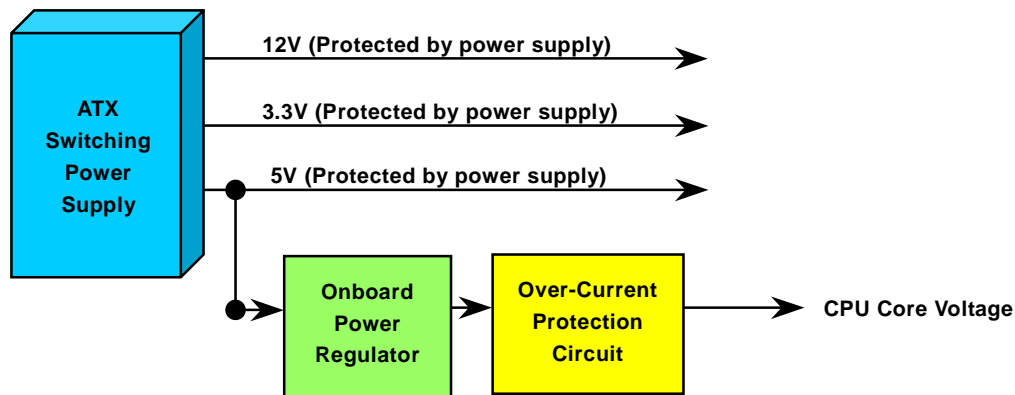 12V (Protected by power supply)
ATX
Switching
Power
Supply
3.3V (Protected by power supply)
5V (Protected by power supply)
Onboard
Power
Regulator
Over-Current
Protection
Circuit
CPU Core Voltage